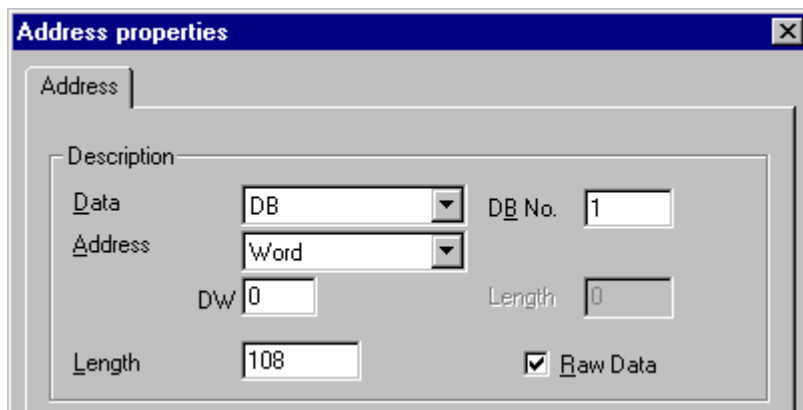 Address properties
Address
Description
Data DB DB No. 1
Address Word
DW 0 Length 0
Length 108 Raw Data